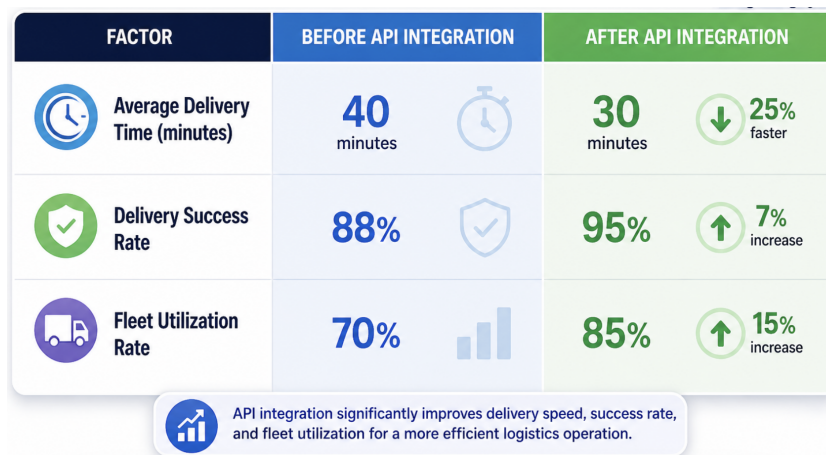 FACTOR
BEFORE API INTEGRATION
AFTER API INTEGRATION
Average Delivery
Time (minutes)
40
minutes
30
minutes
25%
faster
Delivery Success
Rate
88%
95%
7%
increase
Fleet Utilization
Rate
70%
85%
15%
increase
API integration significantly improves delivery speed, success rate,
and fleet utilization for a more efficient logistics operation.